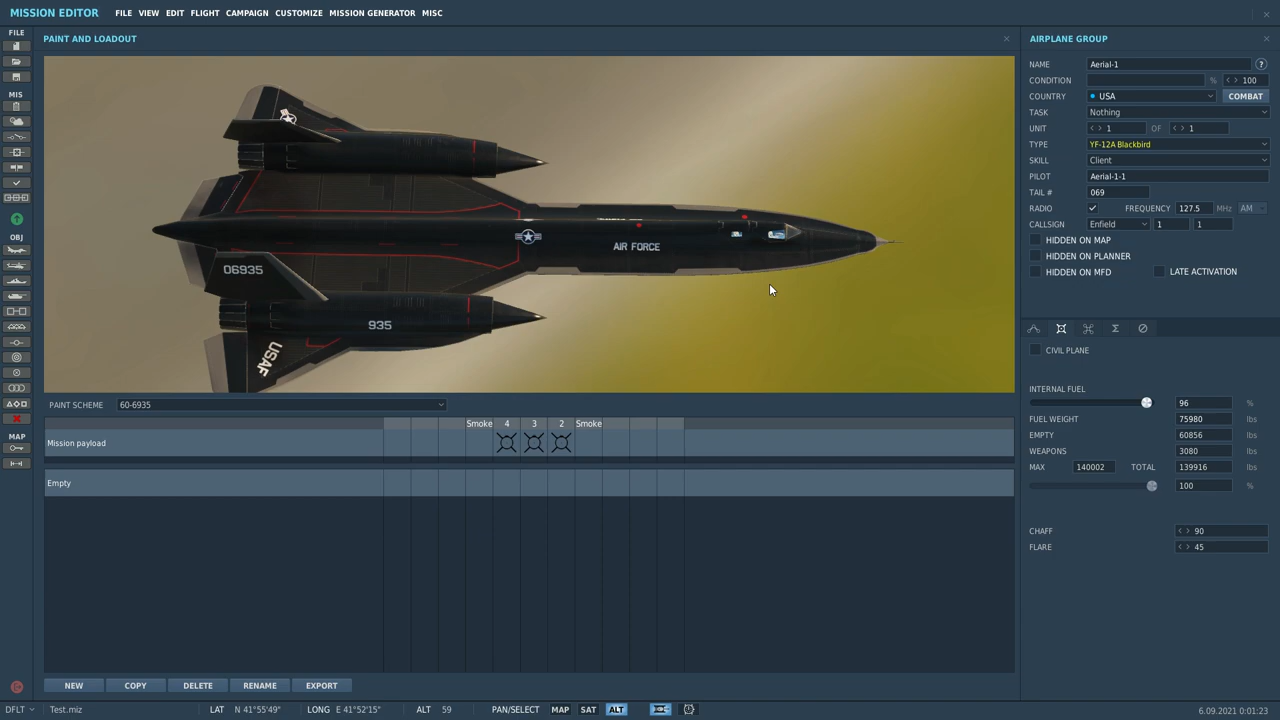 MISSION EDITOR
FILE VIEW EDIT FLIGHT CAMPAIGN CUSTOMIZE MISSION GENERATOR MISC
FILE
MIS
OBJ
MAP
PAINT AND LOADOUT
06935
935
USAF
AIR FORCE
PAINT SCHEME 60-6935
Smoke 4 3 2 Smoke
Mission payload
Empty
NEW COPY DELETE RENAME EXPORT
AIRPLANE GROUP
NAME Aerial-1 ?
CONDITION % < > 100
COUNTRY USA COMBAT
TASK Nothing
UNIT < > 1 OF < > 1
TYPE YF-12A Blackbird
SKILL Client
PILOT Aerial-1-1
TAIL # 069
RADIO FREQUENCY 127.5 MHz AM
CALLSIGN Enfield 1 1
HIDDEN ON MAP
HIDDEN ON PLANNER
HIDDEN ON MFD LATE ACTIVATION
CIVIL PLANE
INTERNAL FUEL
96 %
FUEL WEIGHT 75980 lbs
EMPTY 60856 lbs
WEAPONS 3080 lbs
MAX 140002 TOTAL 139916 lbs
100 %
CHAFF < > 90
FLARE < > 45
DFLT Test.miz LAT N 41°55'49" LONG E 41°52'15" ALT 59 PAN/SELECT MAP SAT ALT 6.09.2021 0:01:23